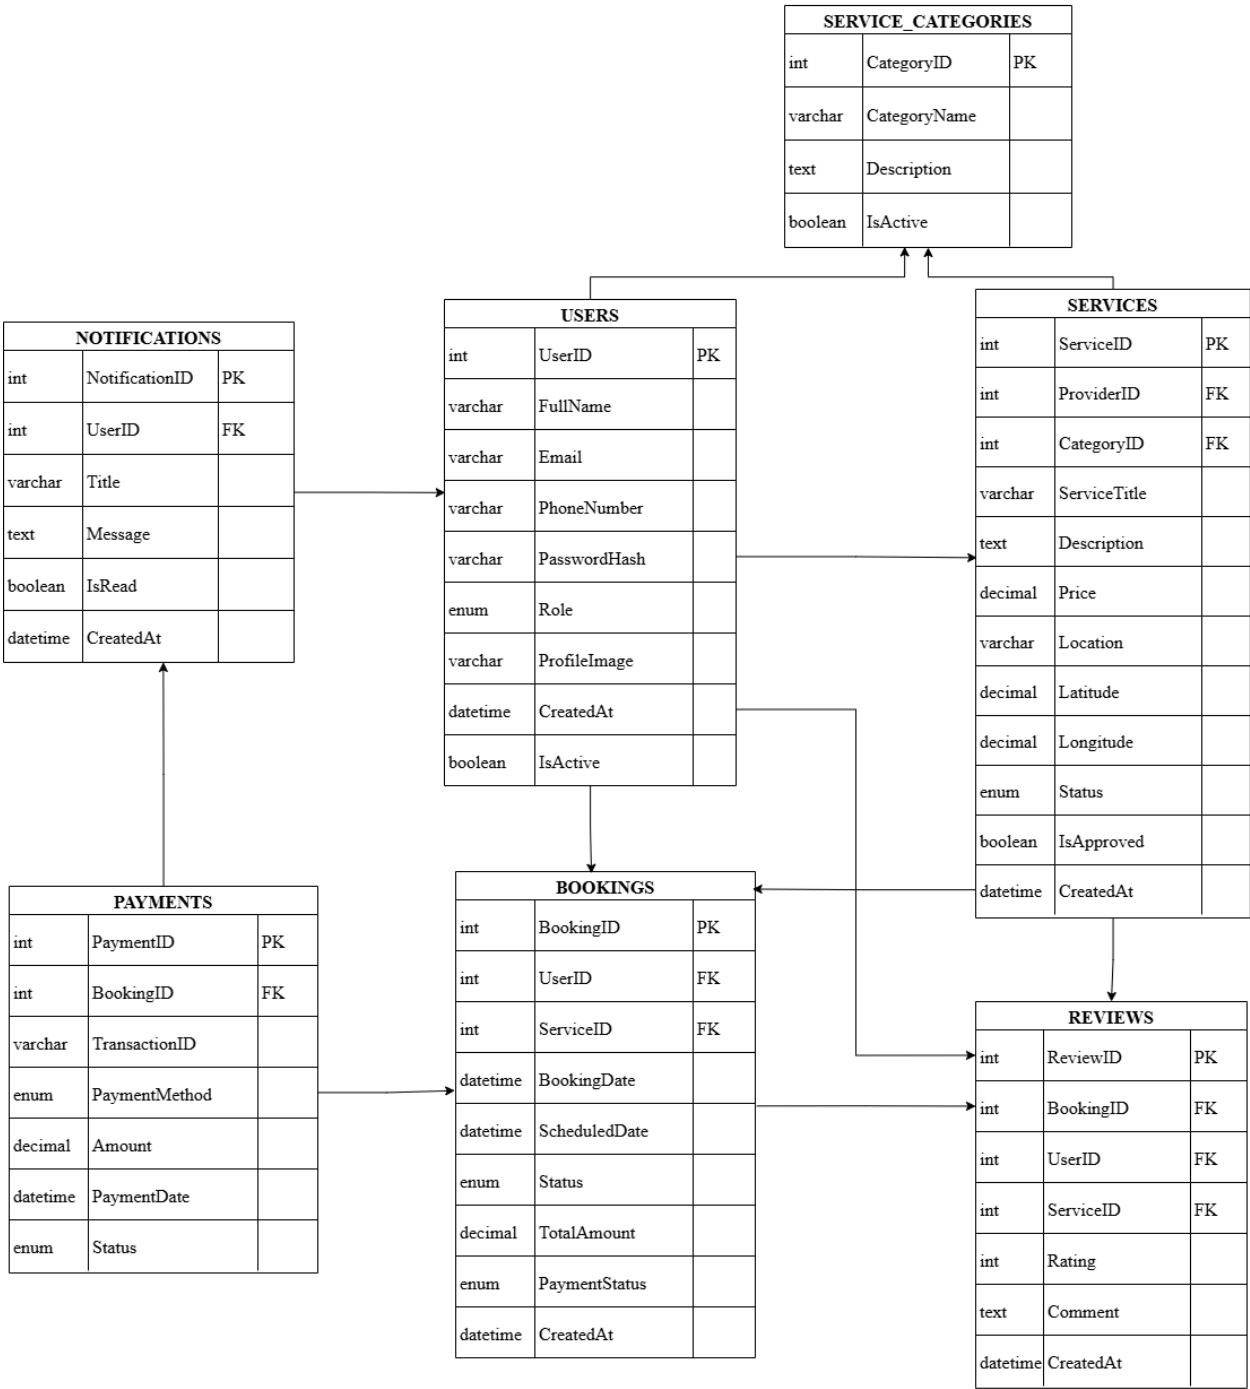 SERVICE_CATEGORIES
int CategoryID PK
varchar CategoryName
text Description
boolean IsActive
NOTIFICATIONS
int NotificationID PK
int UserID FK
varchar Title
text Message
boolean IsRead
datetime CreatedAt
USERS
int UserID PK
varchar FullName
varchar Email
varchar PhoneNumber
varchar PasswordHash
enum Role
varchar ProfileImage
datetime CreatedAt
boolean IsActive
SERVICES
int ServiceID PK
int ProviderID FK
int CategoryID FK
varchar ServiceTitle
text Description
decimal Price
varchar Location
decimal Latitude
decimal Longitude
enum Status
boolean IsApproved
datetime CreatedAt
PAYMENTS
int PaymentID PK
int BookingID FK
varchar TransactionID
enum PaymentMethod
decimal Amount
datetime PaymentDate
enum Status
BOOKINGS
int BookingID PK
int UserID FK
int ServiceID FK
datetime BookingDate
datetime ScheduledDate
enum Status
decimal TotalAmount
enum PaymentStatus
datetime CreatedAt
REVIEWS
int ReviewID PK
int BookingID FK
int UserID FK
int ServiceID FK
int Rating
text Comment
datetime CreatedAt